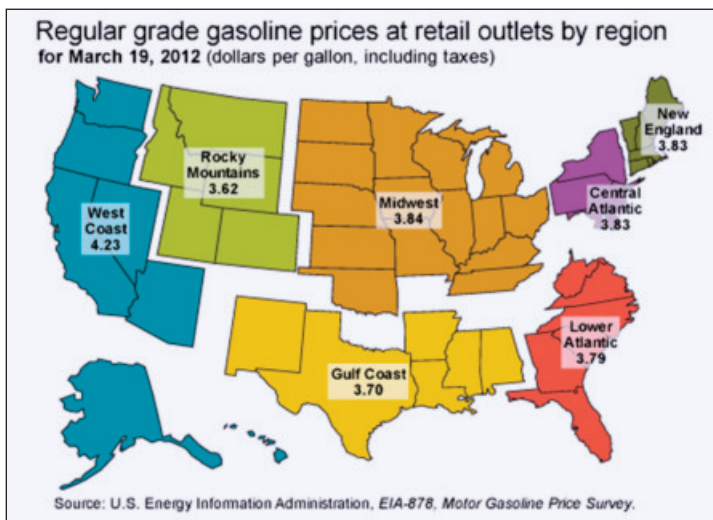 Regular grade gasoline prices at retail outlets by region
for March 19, 2012 (dollars per gallon, including taxes)
New
England
3.83
Rocky
Mountains
3.62
Central
Atlantic
3.83
Midwest
3.84
West
Coast
4.23
Lower
Atlantic
3.79
Gulf Coast
3.70
Source: U.S. Energy Information Administration, EIA-878, Motor Gasoline Price Survey.